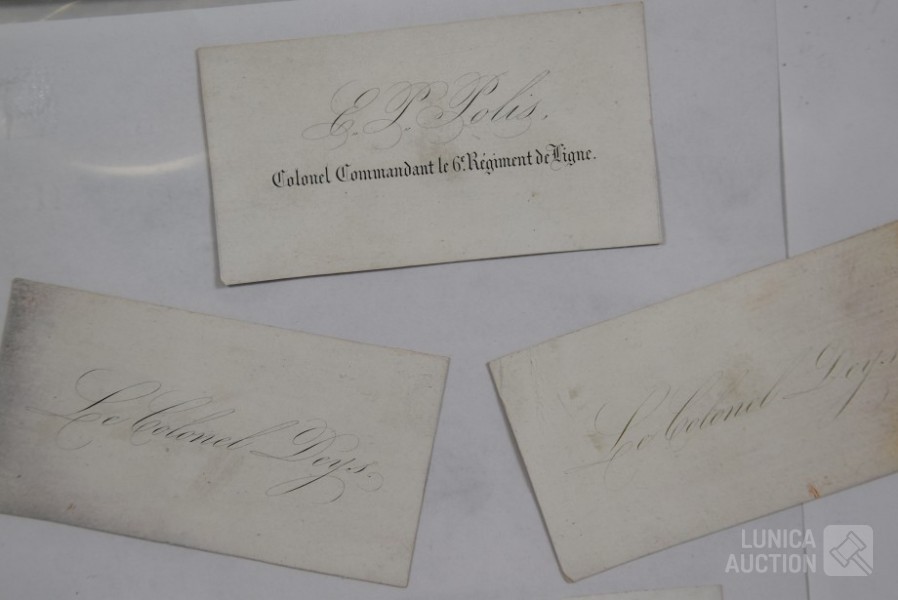 E. P. Polis.
Colonel Commandant le 6e. Régiment de Ligne.
Le Colonel Deys.
Le Colonel Deys
LUNICA
AUCTION